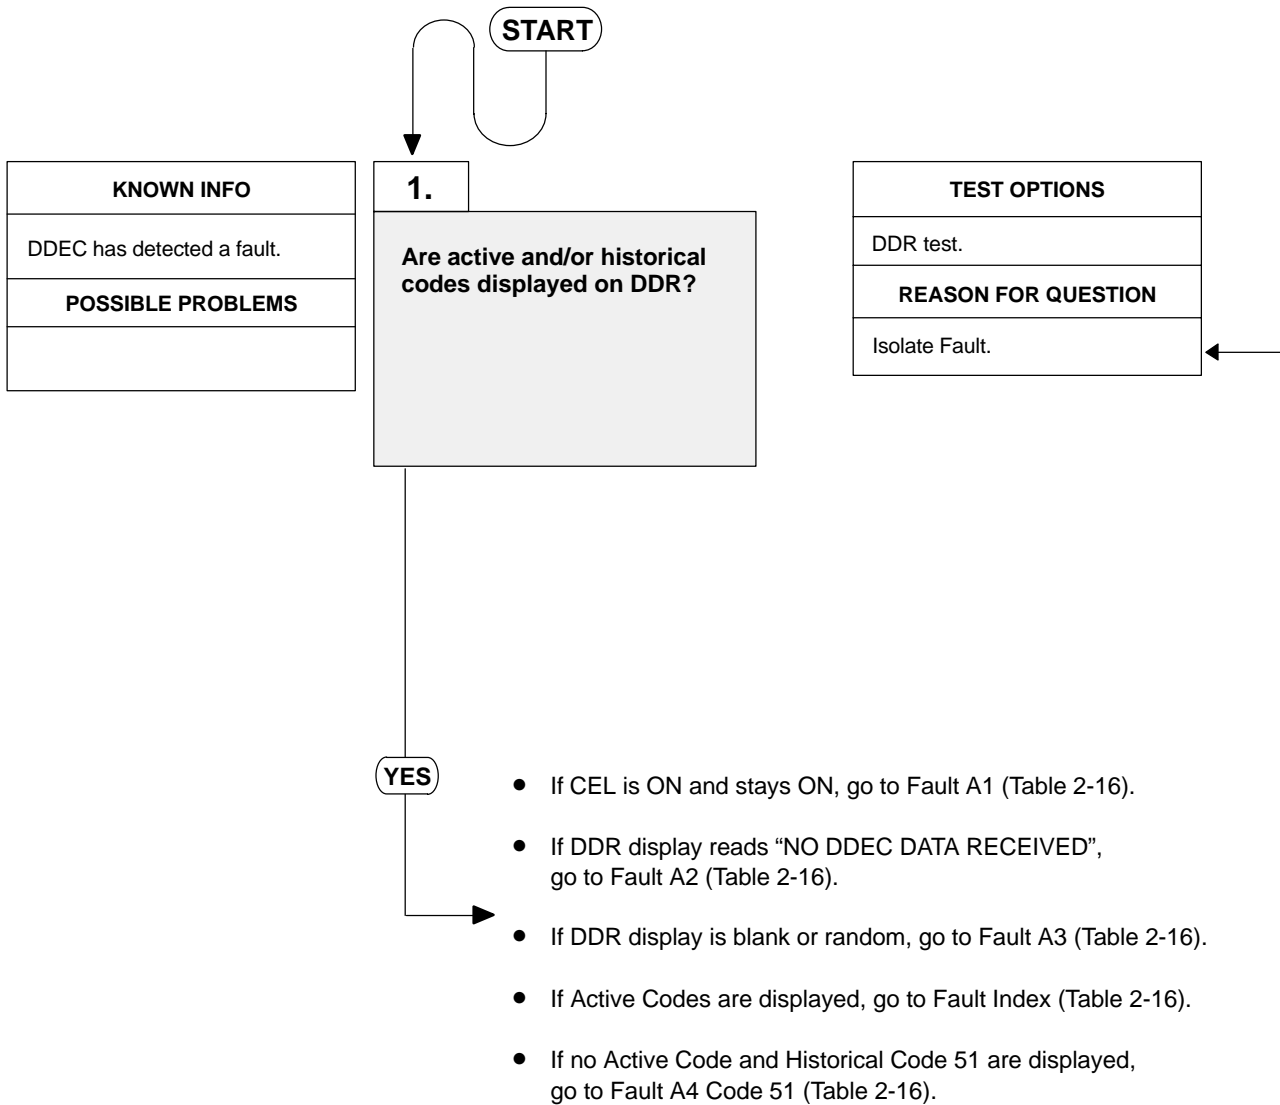 START
KNOWN INFO
DDEC has detected a fault.
POSSIBLE PROBLEMS
1.
Are active and/or historical
codes displayed on DDR?
TEST OPTIONS
DDR test.
REASON FOR QUESTION
Isolate Fault.
YES
● If CEL is ON and stays ON, go to Fault A1 (Table 2-16).
● If DDR display reads “NO DDEC DATA RECEIVED”,
go to Fault A2 (Table 2-16).
● If DDR display is blank or random, go to Fault A3 (Table 2-16).
● If Active Codes are displayed, go to Fault Index (Table 2-16).
● If no Active Code and Historical Code 51 are displayed,
go to Fault A4 Code 51 (Table 2-16).